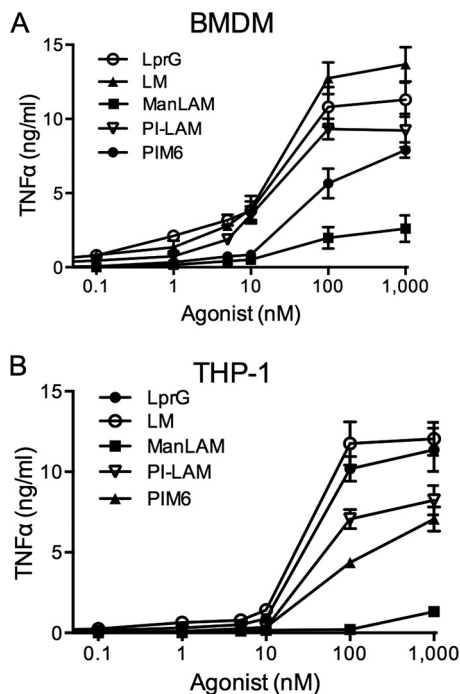 A
BMDM
15
10
5
0
TNFα (ng/ml)
LprG
LM
ManLAM
PI-LAM
PIM6
0.1 1 10 100 1,000
Agonist (nM)
B
THP-1
15
10
5
0
TNFα (ng/ml)
LprG
LM
ManLAM
PI-LAM
PIM6
0.1 1 10 100 1,000
Agonist (nM)